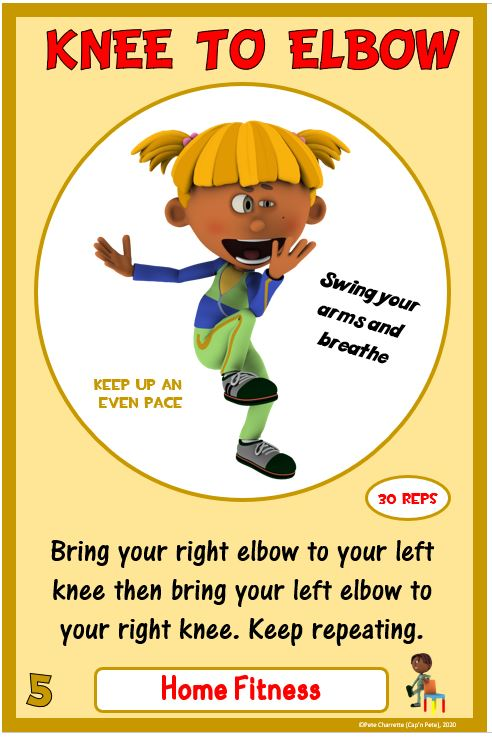 KNEE TO ELBOW
Swing your
arms and
breathe
KEEP UP AN
EVEN PACE
30 REPS
Bring your right elbow to your left
knee then bring your left elbow to
your right knee. Keep repeating.
5
Home Fitness
©Pete Charrette (Cap'n Pete), 2020